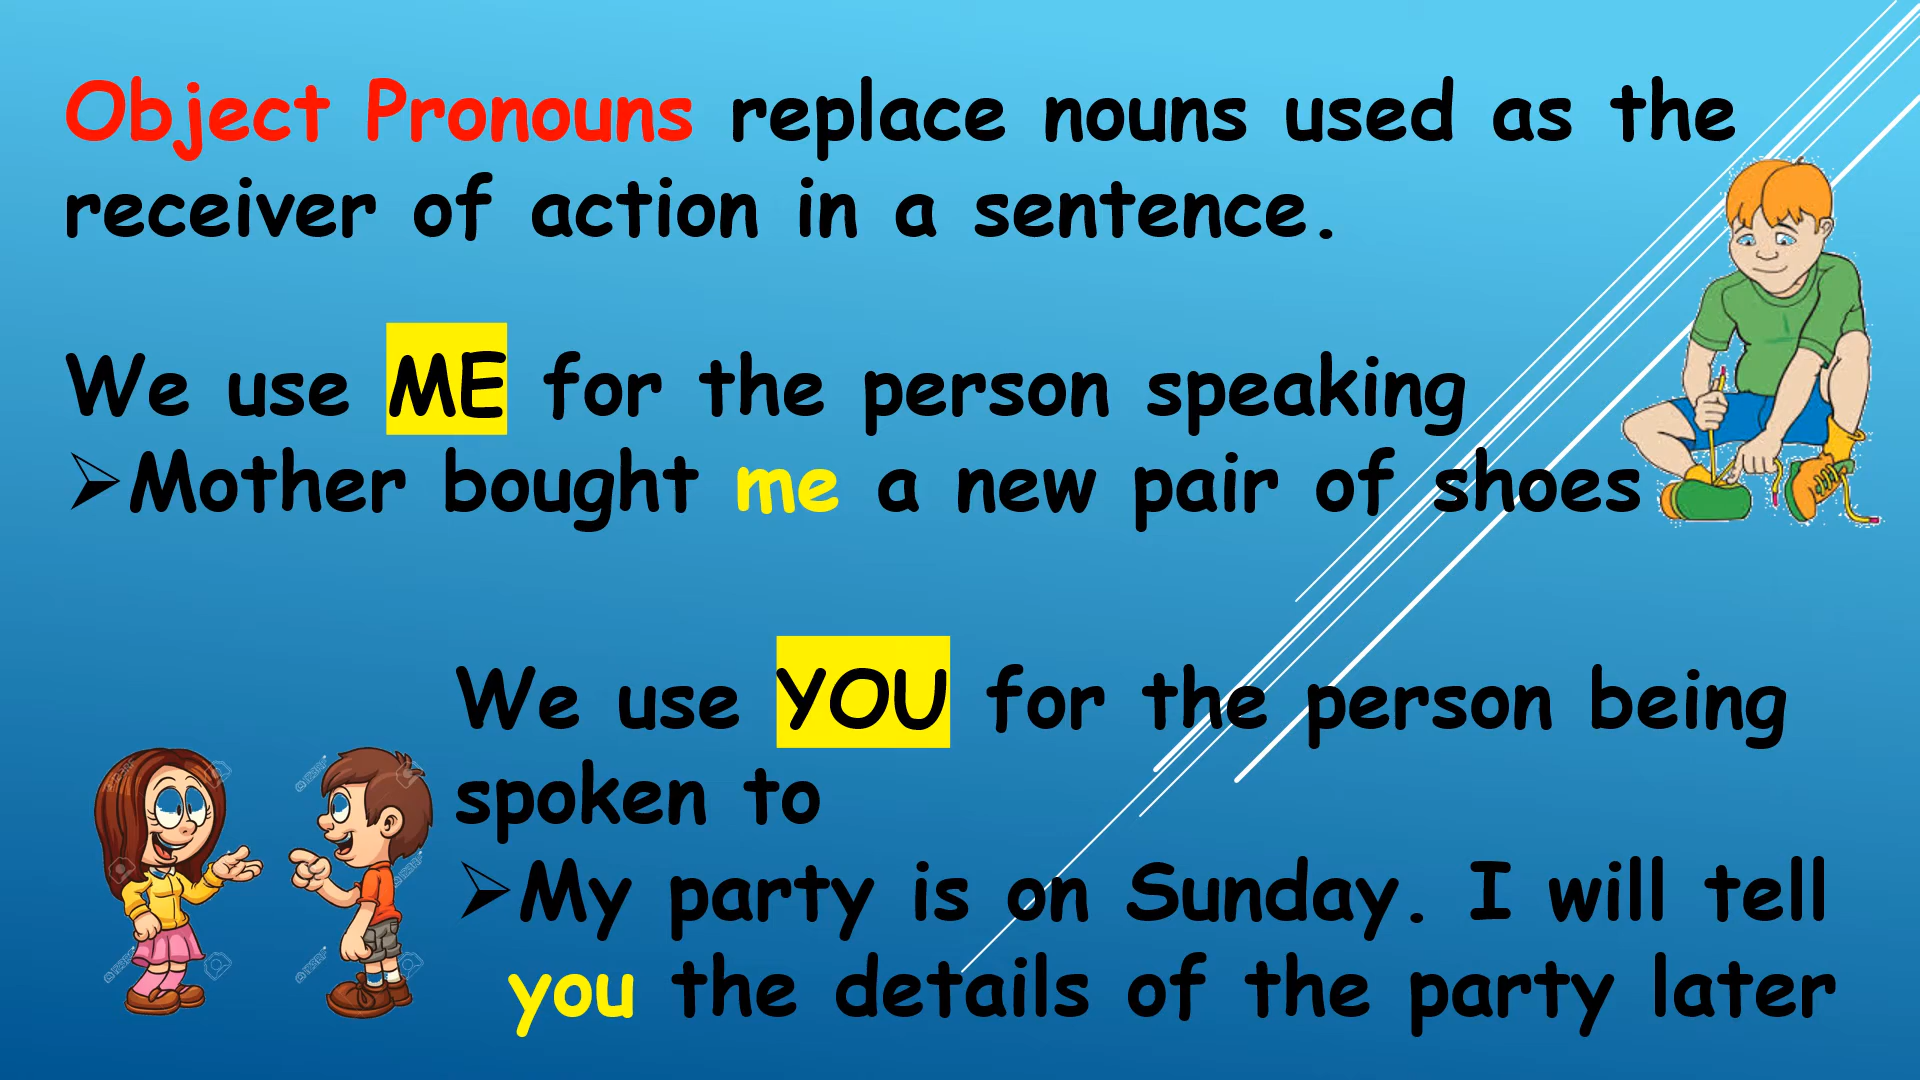 Object Pronouns replace nouns used as the
receiver of action in a sentence.
We use ME for the person speaking
➢Mother bought me a new pair of shoes
We use YOU for the person being
spoken to
➢My party is on Sunday. I will tell
you the details of the party later